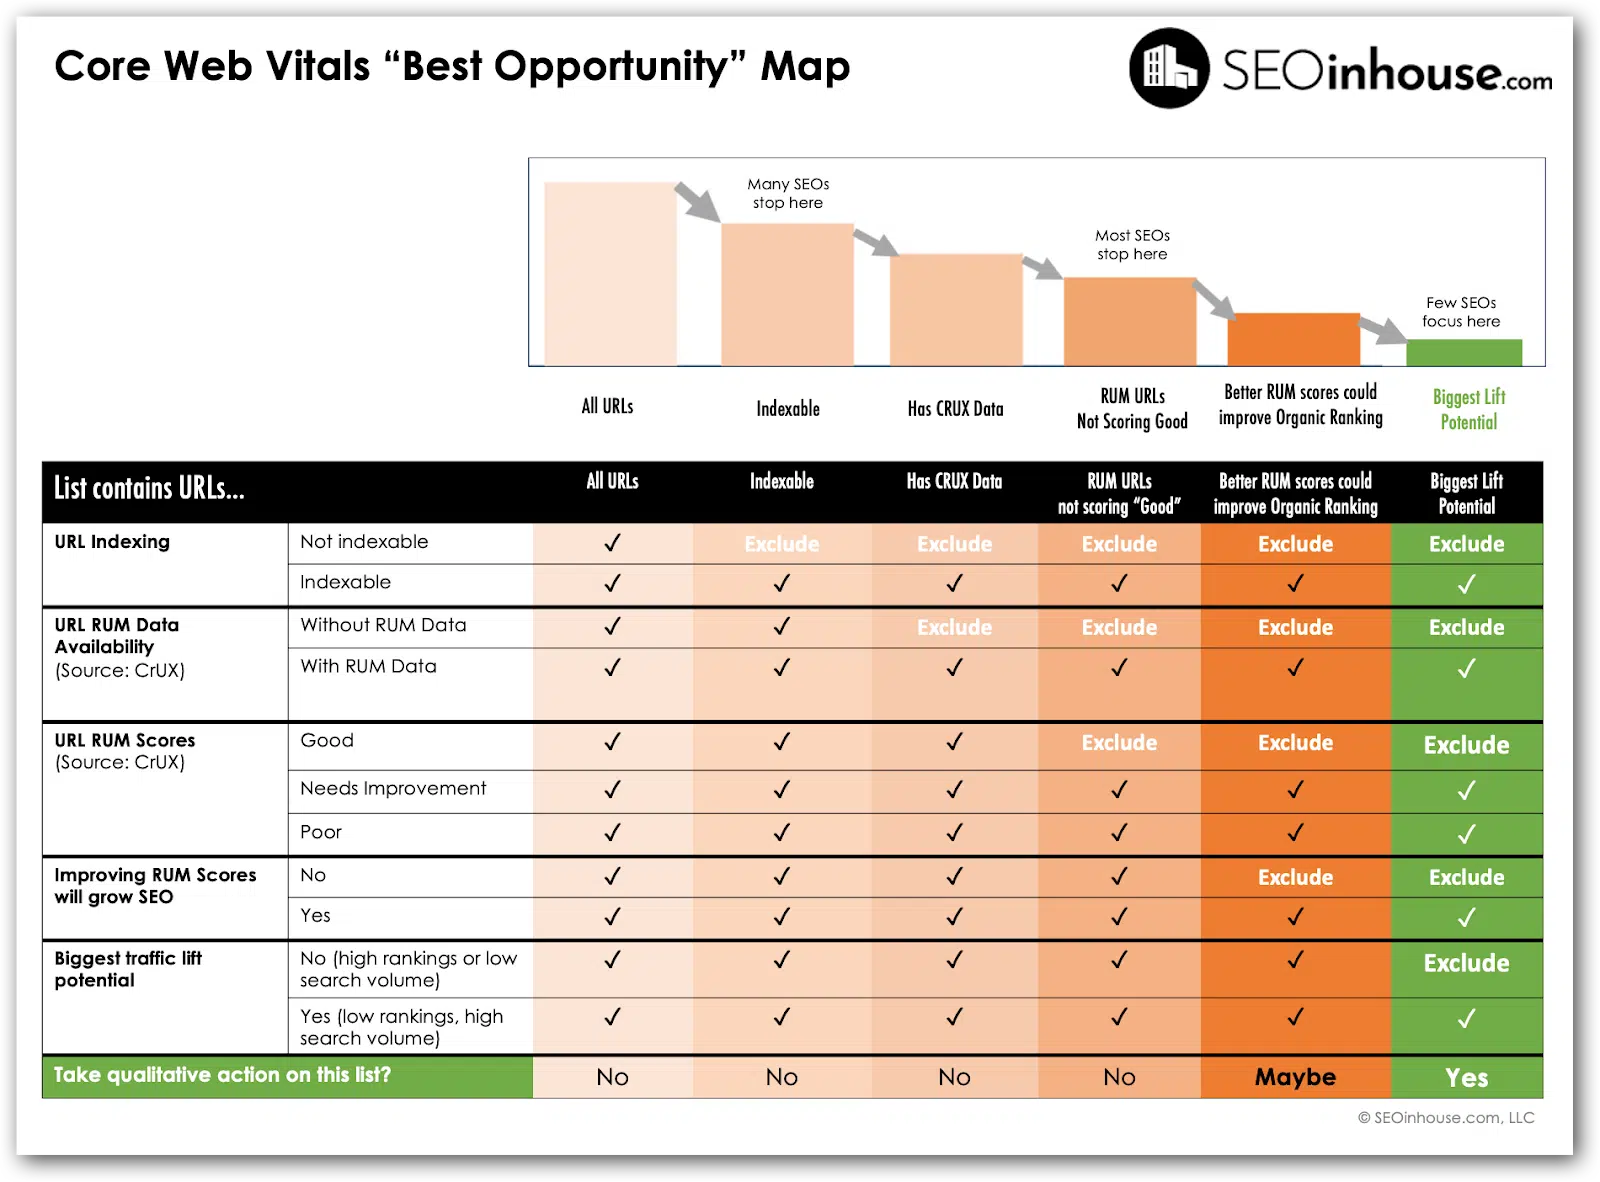 Core Web Vitals “Best Opportunity” Map
SEOinhouse.com
Many SEOs
stop here
Most SEOs
stop here
Few SEOs
focus here
All URLs
Indexable
Has CRUX Data
RUM URLs
Not Scoring Good
Better RUM scores could
improve Organic Ranking
Biggest Lift
Potential
List contains URLs...
All URLs
Indexable
Has CRUX Data
RUM URLs
not scoring “Good”
Better RUM scores could
improve Organic Ranking
Biggest Lift
Potential
URL Indexing
Not indexable ✓ Exclude Exclude Exclude Exclude Exclude
Indexable ✓ ✓ ✓ ✓ ✓ ✓
URL RUM Data
Availability
(Source: CrUX)
Without RUM Data ✓ ✓ Exclude Exclude Exclude Exclude
With RUM Data ✓ ✓ ✓ ✓ ✓ ✓
URL RUM Scores
(Source: CrUX)
Good ✓ ✓ ✓ Exclude Exclude Exclude
Needs Improvement ✓ ✓ ✓ ✓ ✓ ✓
Poor ✓ ✓ ✓ ✓ ✓ ✓
Improving RUM Scores
will grow SEO
No ✓ ✓ ✓ ✓ Exclude Exclude
Yes ✓ ✓ ✓ ✓ ✓ ✓
Biggest traffic lift
potential
No (high rankings or low
search volume) ✓ ✓ ✓ ✓ ✓ Exclude
Yes (low rankings, high
search volume) ✓ ✓ ✓ ✓ ✓ ✓
Take qualitative action on this list? No No No No Maybe Yes
© SEOinhouse.com, LLC